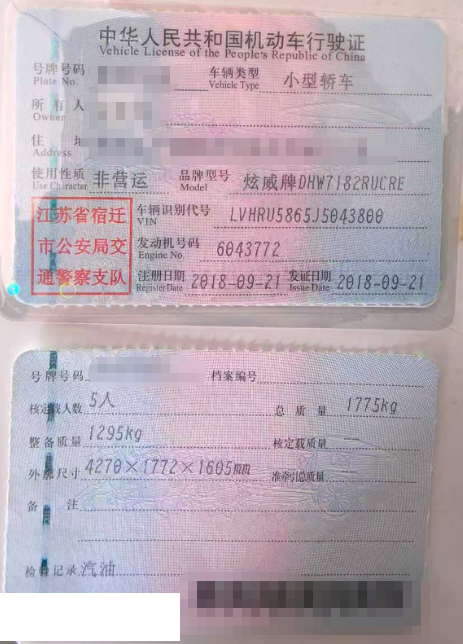 中华人民共和国机动车行驶证
Vehicle License of the People's Republic of China
号牌号码 车辆类型 小型轿车
Plate No. Vehicle Type
所有人
Owner
住 址
Address
使用性质 非营运 品牌型号 炫威牌DHW7182RUCRE
Use Character Model
江苏省宿迁
市公安局交
通警察支队
车辆识别代号 LVHRU5865J5043800
VIN
发动机号码 6043772
Engine No.
注册日期 2018-09-21 发证日期 2018-09-21
Register Date Issue Date
号牌号码 档案编号
核定载人数 5人 总质量 1775kg
整备质量 1295kg 核定载质量 --
外廓尺寸 4270×1772×1605毫米 准牵引总质量 --
备 注
检验记录 汽油